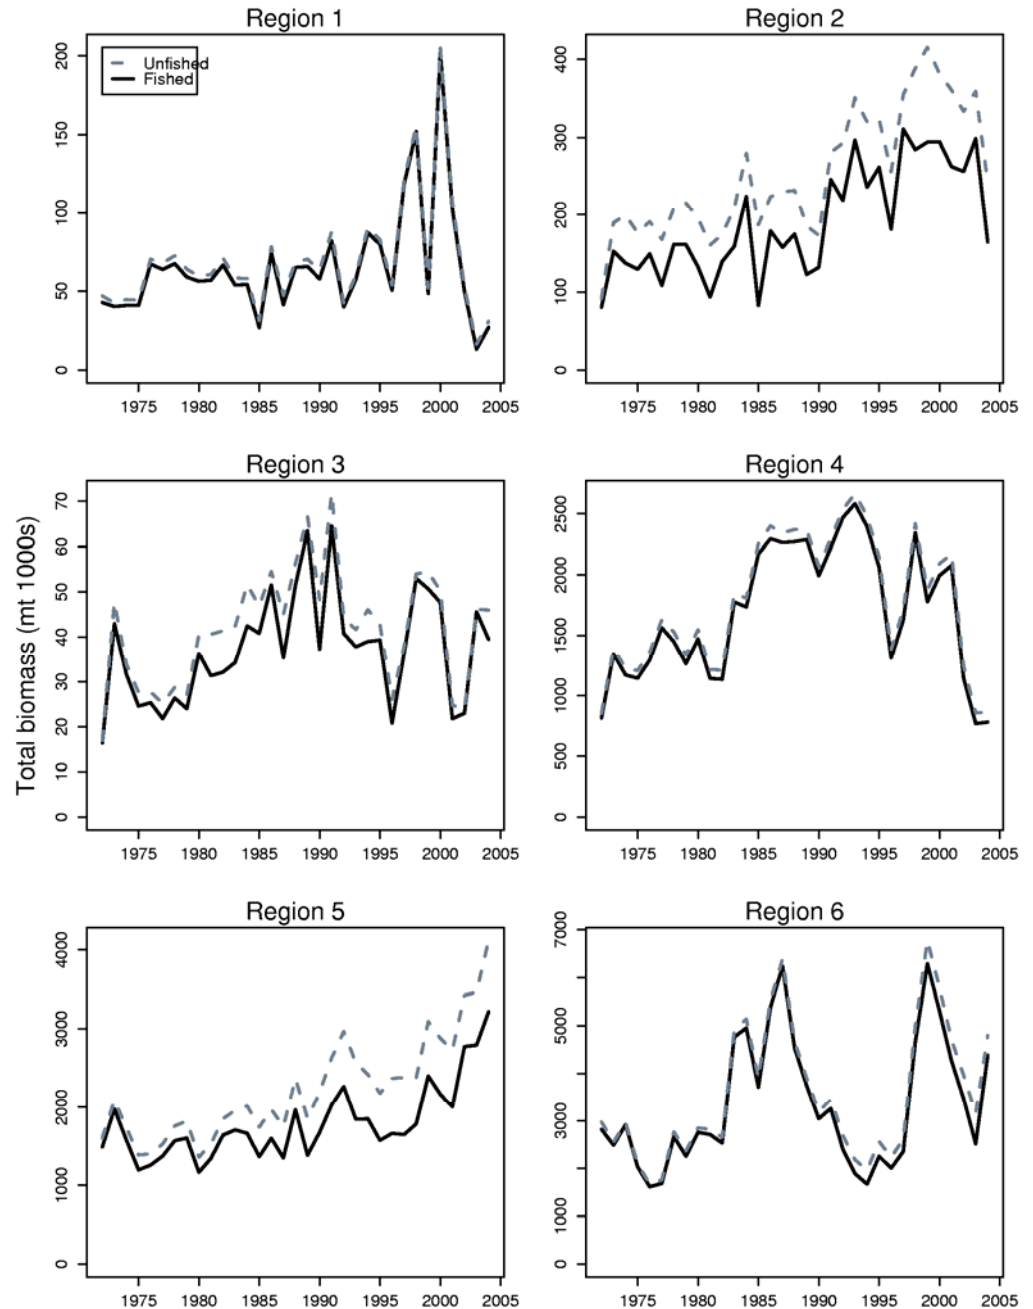 Region 1
Unfished
Fished
0 50 100 150 200
1975 1980 1985 1990 1995 2000 2005
Region 2
0 100 200 300 400
1975 1980 1985 1990 1995 2000 2005
Total biomass (mt 1000s)
Region 3
0 10 20 30 40 50 60 70
1975 1980 1985 1990 1995 2000 2005
Region 4
0 500 1000 1500 2000 2500
1975 1980 1985 1990 1995 2000 2005
Region 5
0 1000 2000 3000 4000
1975 1980 1985 1990 1995 2000 2005
Region 6
0 1000 3000 5000 7000
1975 1980 1985 1990 1995 2000 2005